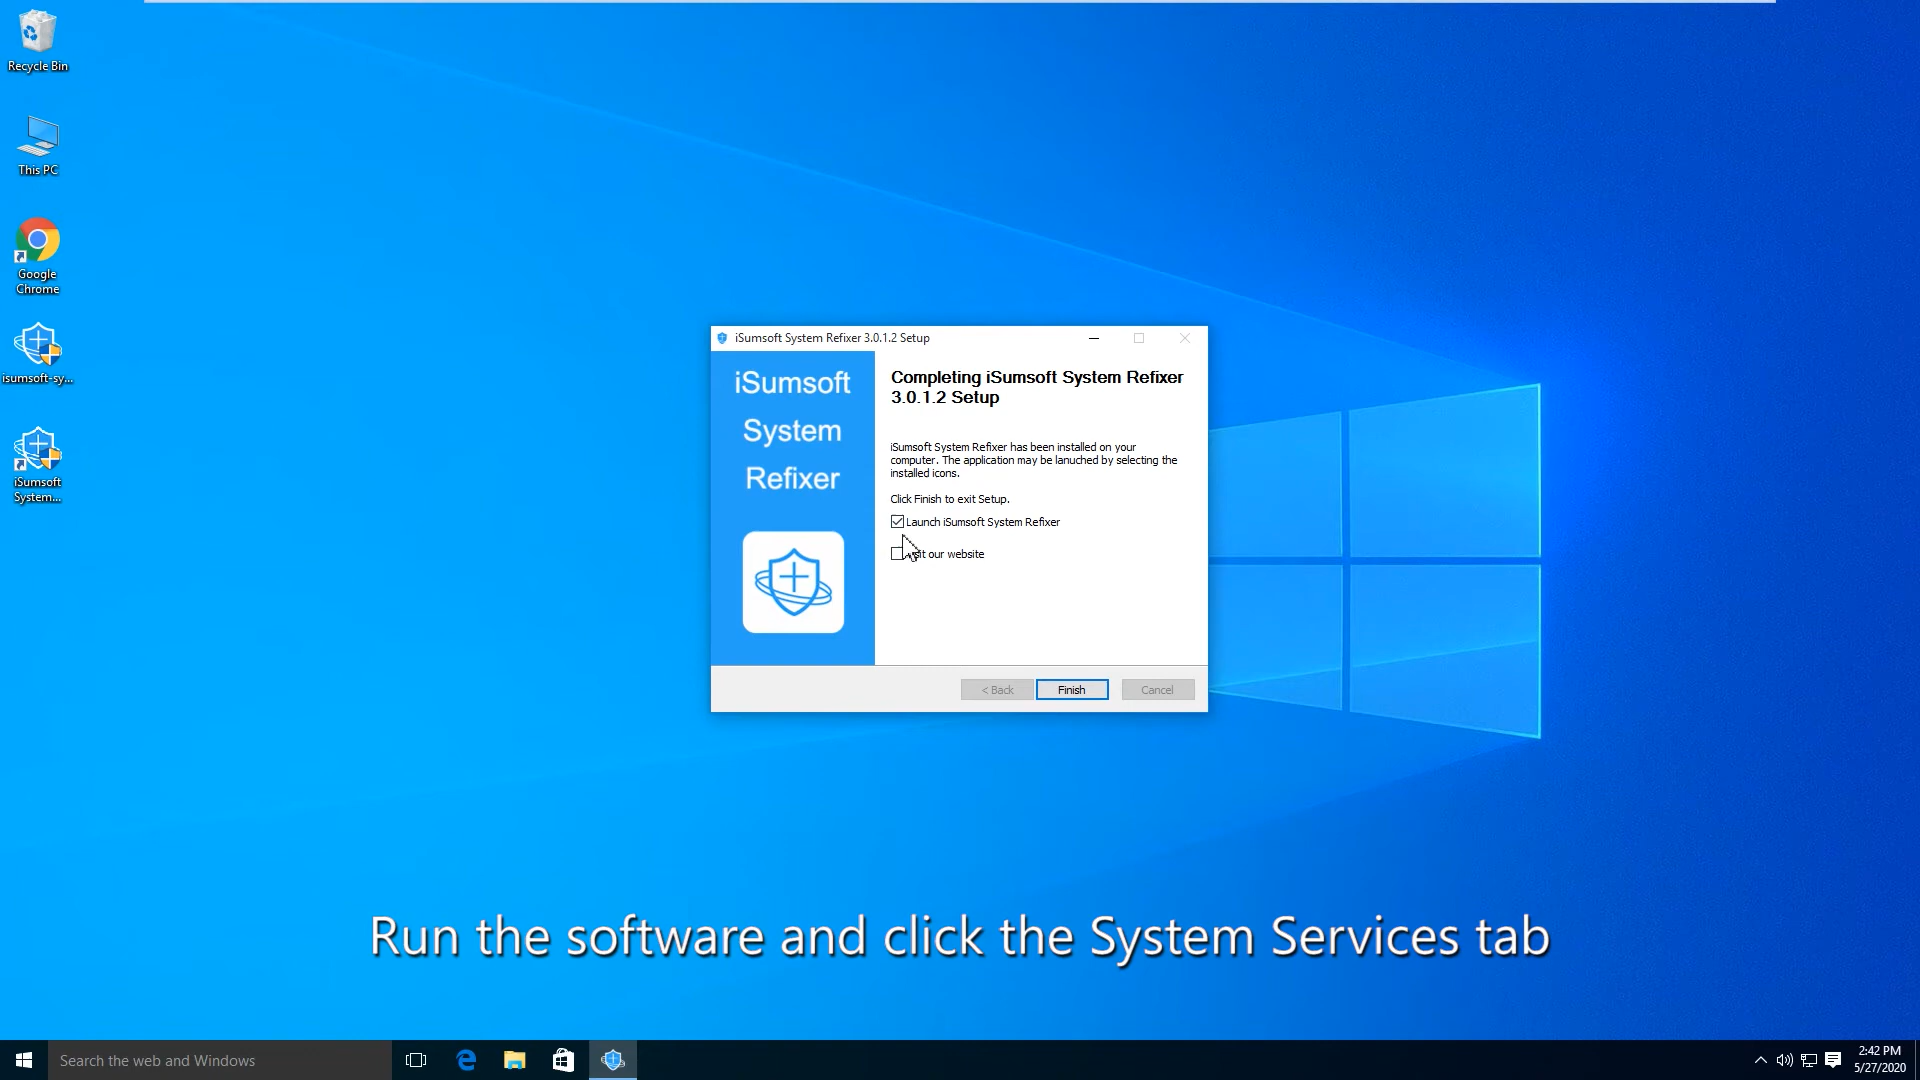 Recycle Bin
This PC
Google
Chrome
isumsoft-sy...
iSumsoft
System...
iSumsoft System Refixer 3.0.1.2 Setup
iSumsoft
System
Refixer
Completing iSumsoft System Refixer
3.0.1.2 Setup
iSumsoft System Refixer has been installed on your
computer. The application may be lanuched by selecting the
installed icons.
Click Finish to exit Setup.
Launch iSumsoft System Refixer
our website
< Back
Finish
Cancel
Run the software and click the System Services tab
Search the web and Windows
2:42 PM
5/27/2020